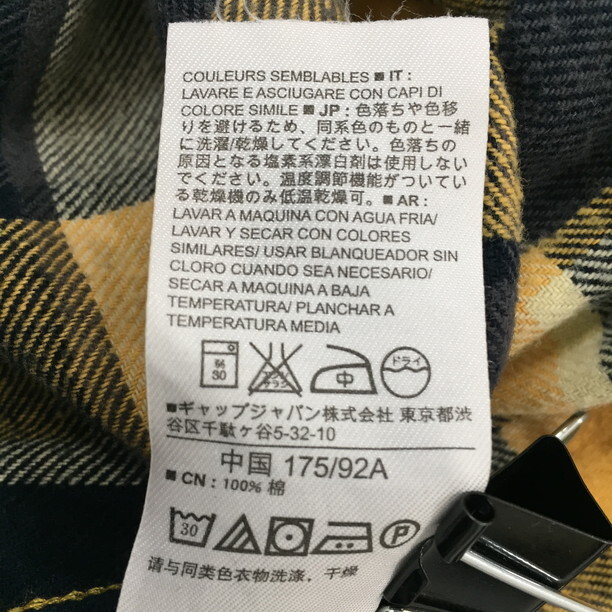 COULEURS SEMBLABLES ■ IT :
LAVARE E ASCIUGARE CON CAPI DI
COLORE SIMILE ■ JP : 色落ちや色移
りを避けるため、同系色のものと一緒
に洗濯/乾燥してください。色落ちの
原因となる塩素系漂白剤は使用しない
でください。温度調節機能がついてい
る乾燥機のみ低温乾燥可。 ■ AR :
LAVAR A MAQUINA CON AGUA FRIA/
LAVAR Y SECAR CON COLORES
SIMILARES/ USAR BLANQUEADOR SIN
CLORO CUANDO SEA NECESARIO/
SECAR A MAQUINA A BAJA
TEMPERATURA/ PLANCHAR A
TEMPERATURA MEDIA
弱 30 エンソサラシ 中 ドライ
■ギャップジャパン株式会社 東京都渋
谷区千駄ヶ谷5-32-10
中国 175/92A
■ CN : 100% 棉
30 P
请与同类色衣物洗涤、干燥